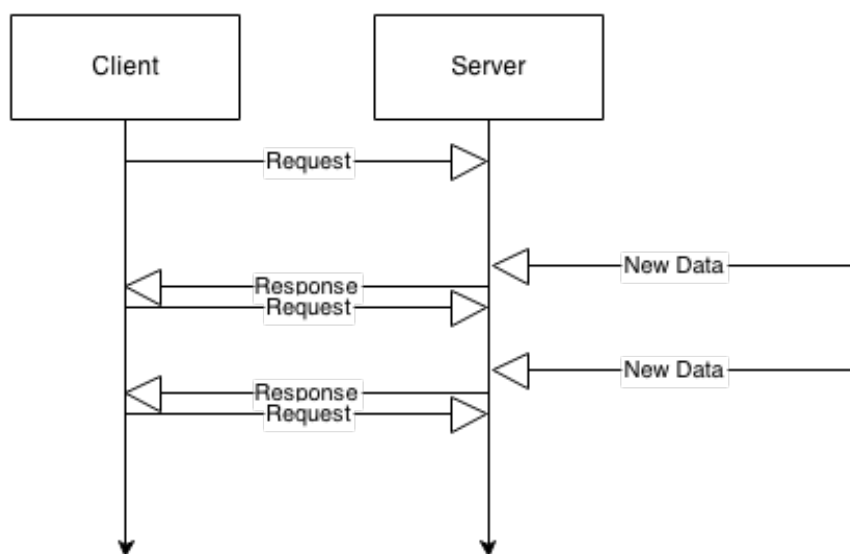 Client
Server
Request
New Data
Response
Request
New Data
Response
Request